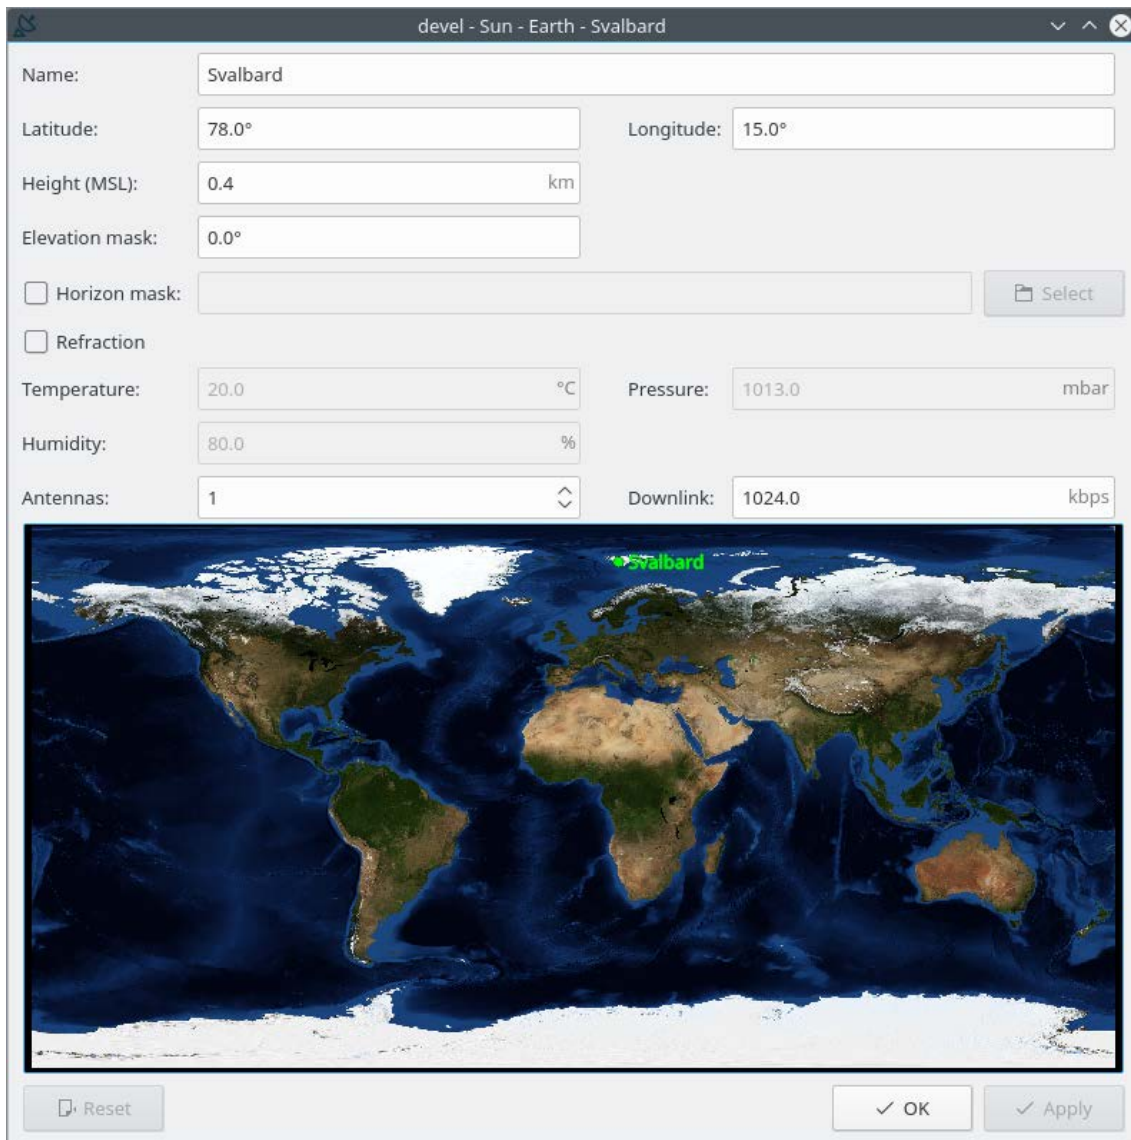 devel - Sun - Earth - Svalbard
Name: Svalbard
Latitude: 78.0° Longitude: 15.0°
Height (MSL): 0.4 km
Elevation mask: 0.0°
Horizon mask: Select
Refraction
Temperature: 20.0 °C Pressure: 1013.0 mbar
Humidity: 80.0 %
Antennas: 1 Downlink: 1024.0 kbps
Svalbard
Reset OK Apply